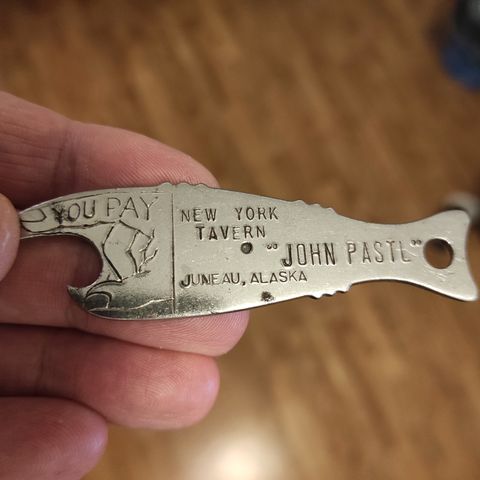 YOU PAY
NEW YORK
TAVERN
"JOHN PASTL"
JUNEAU, ALASKA